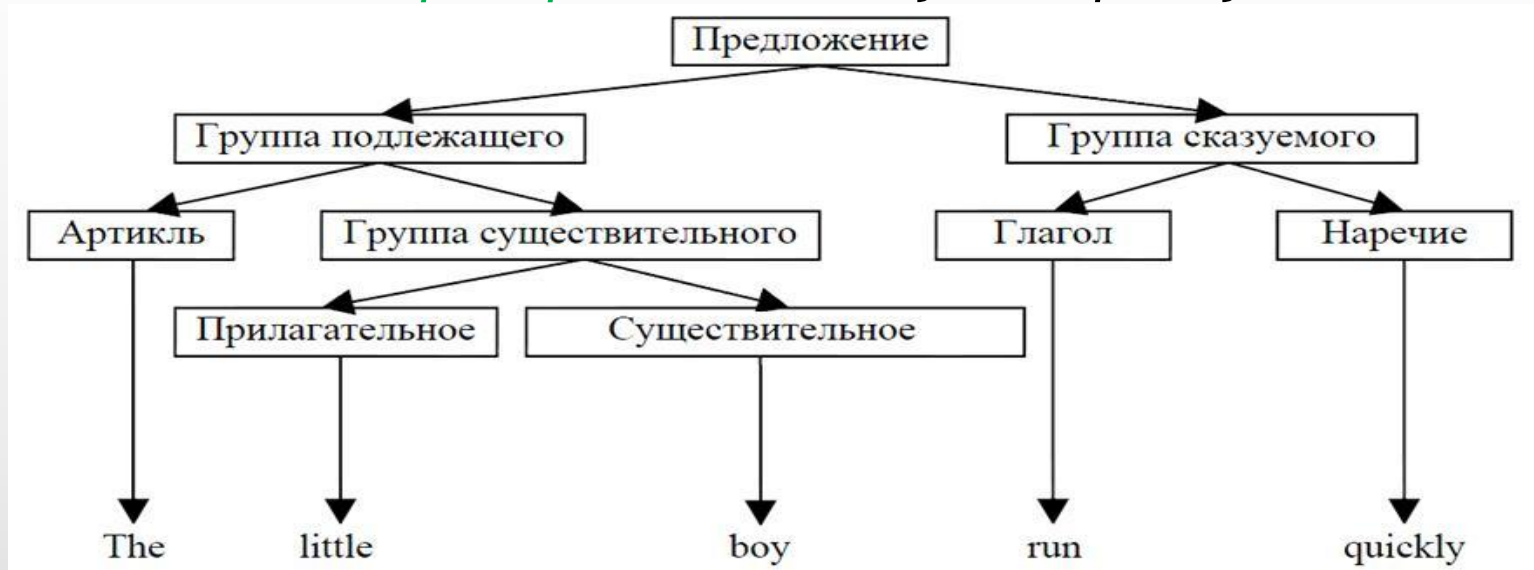 Предложение
Группа подлежащего Группа сказуемого
Артикль Группа существительного Глагол Наречие
Прилагательное Существительное
The little boy run quickly